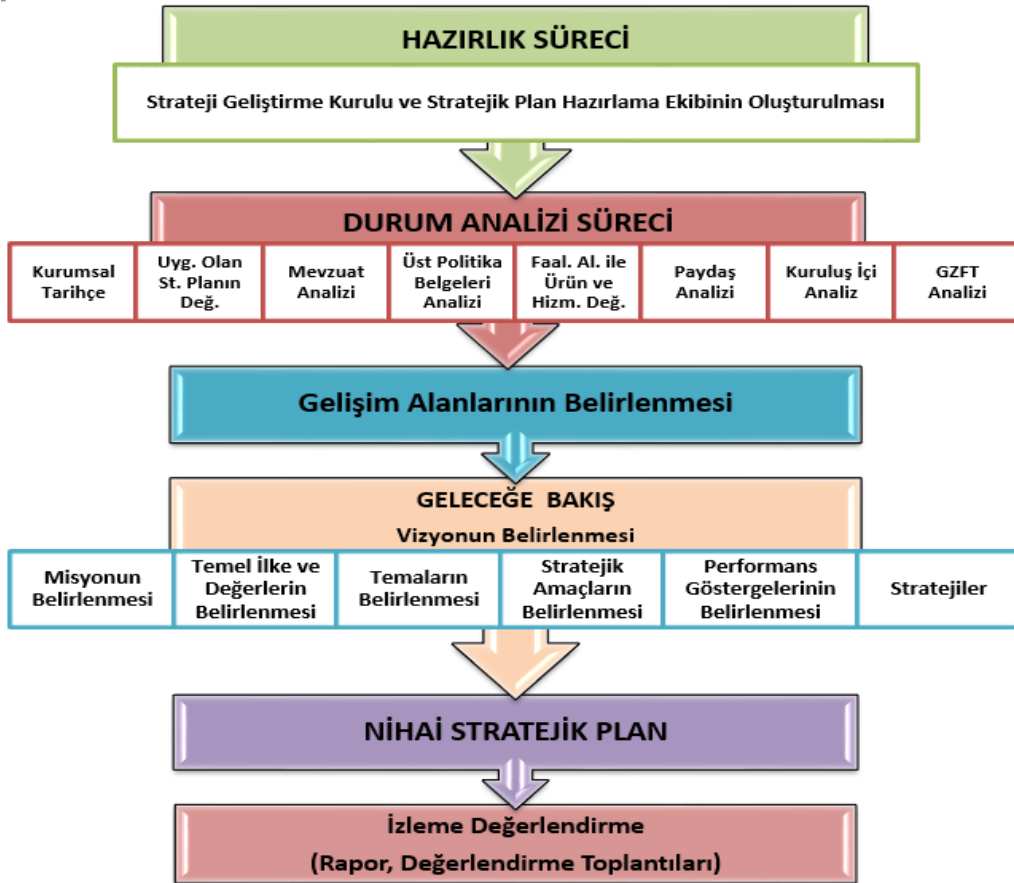 HAZIRLIK SÜRECİ
Strateji Geliştirme Kurulu ve Stratejik Plan Hazırlama Ekibinin Oluşturulması
DURUM ANALİZİ SÜRECİ
Kurumsal
Tarihçe
Uyg. Olan
St. Planın
Değ.
Mevzuat
Analizi
Üst Politika
Belgeleri
Analizi
Faal. Al. ile
Ürün ve
Hizm. Değ.
Paydaş
Analizi
Kuruluş İçi
Analiz
GZFT
Analizi
Gelişim Alanlarının Belirlenmesi
GELECEĞE BAKIŞ
Vizyonun Belirlenmesi
Misyonun
Belirlenmesi
Temel İlke ve
Değerlerin
Belirlenmesi
Temaların
Belirlenmesi
Stratejik
Amaçların
Belirlenmesi
Performans
Göstergelerinin
Belirlenmesi
Stratejiler
NİHAİ STRATEJİK PLAN
İzleme Değerlendirme
(Rapor, Değerlendirme Toplantıları)